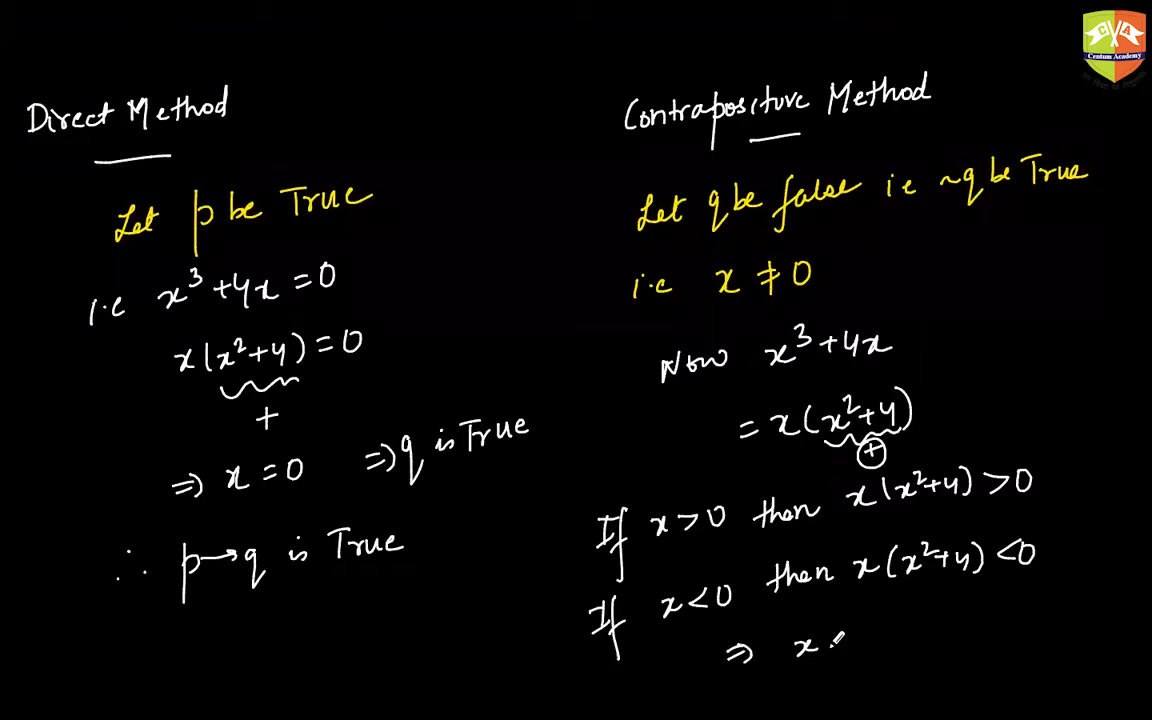 Direct Method
Let p be True
i.e x³+4x = 0
x(x²+4) = 0
+
⇒ x = 0 ⇒ q is True
∴ p→q is True
Contrapositive Method
Let q be false ie ~q be True
i.e x ≠ 0
Now x³+4x
= x(x²+4)
+
If x > 0 then x(x²+4) > 0
If x < 0 then x(x²+4) < 0
⇒ x
C A
Centum Academy